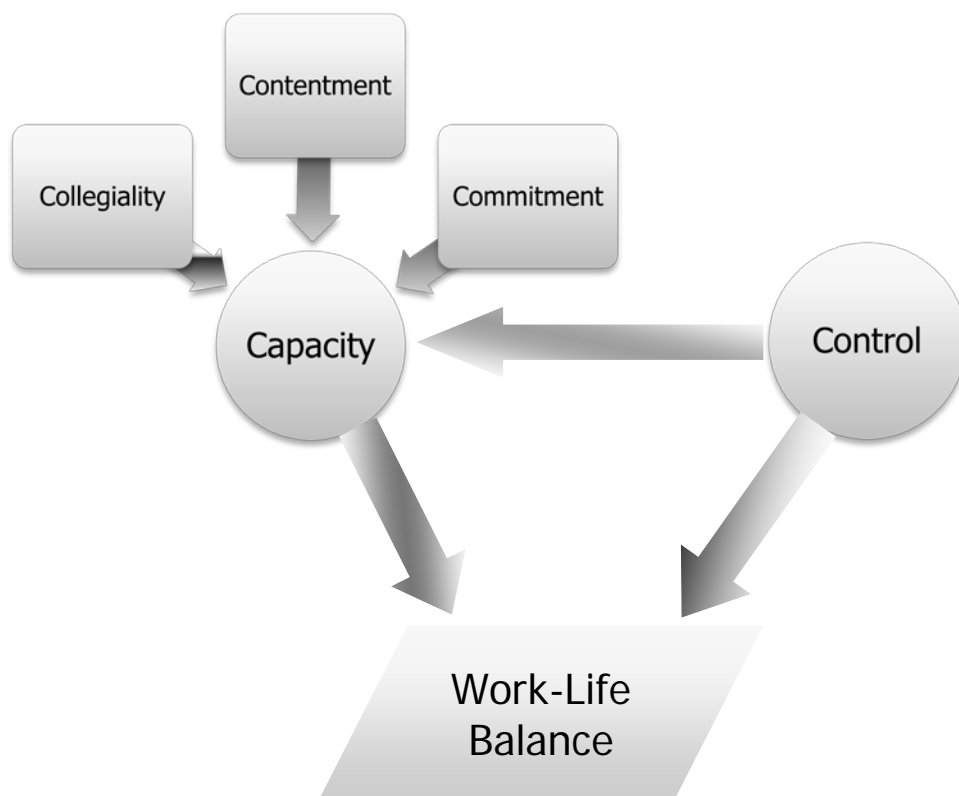 Contentment
Collegiality
Commitment
Capacity
Control
Work-Life
Balance